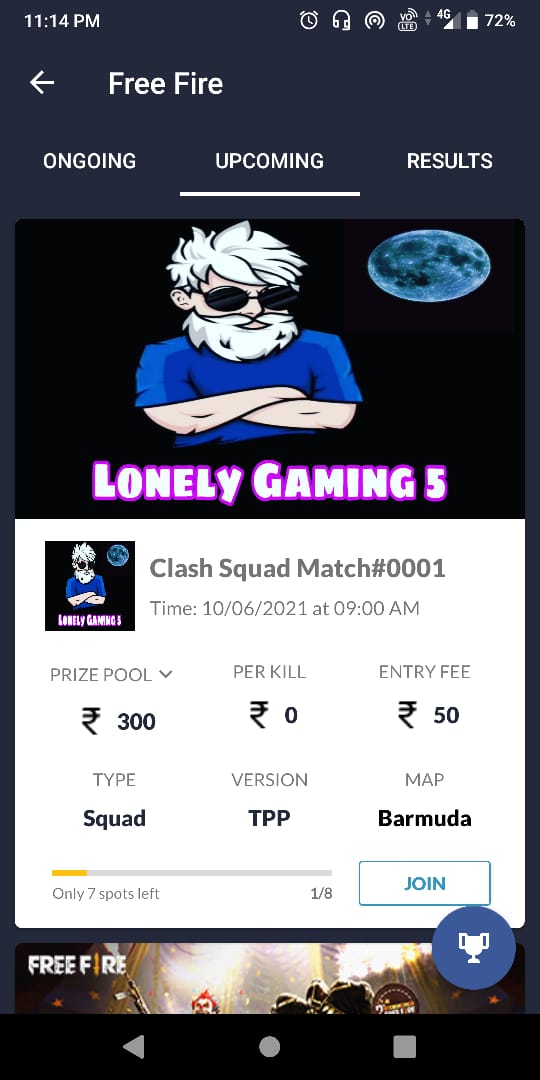 11:14 PM
VO LTE 4G 72%
Free Fire
ONGOING UPCOMING RESULTS
LONELY GAMING 5
LONELY GAMING 5
Clash Squad Match#0001
Time: 10/06/2021 at 09:00 AM
PRIZE POOL PER KILL ENTRY FEE
₹ 300 ₹ 0 ₹ 50
TYPE VERSION MAP
Squad TPP Barmuda
Only 7 spots left 1/8
JOIN
FREE FIRE